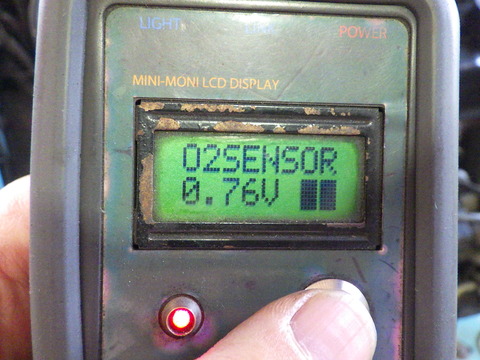 LIGHT
POWER
MINI-MONI LCD DISPLAY
O2SENSOR
0.76V